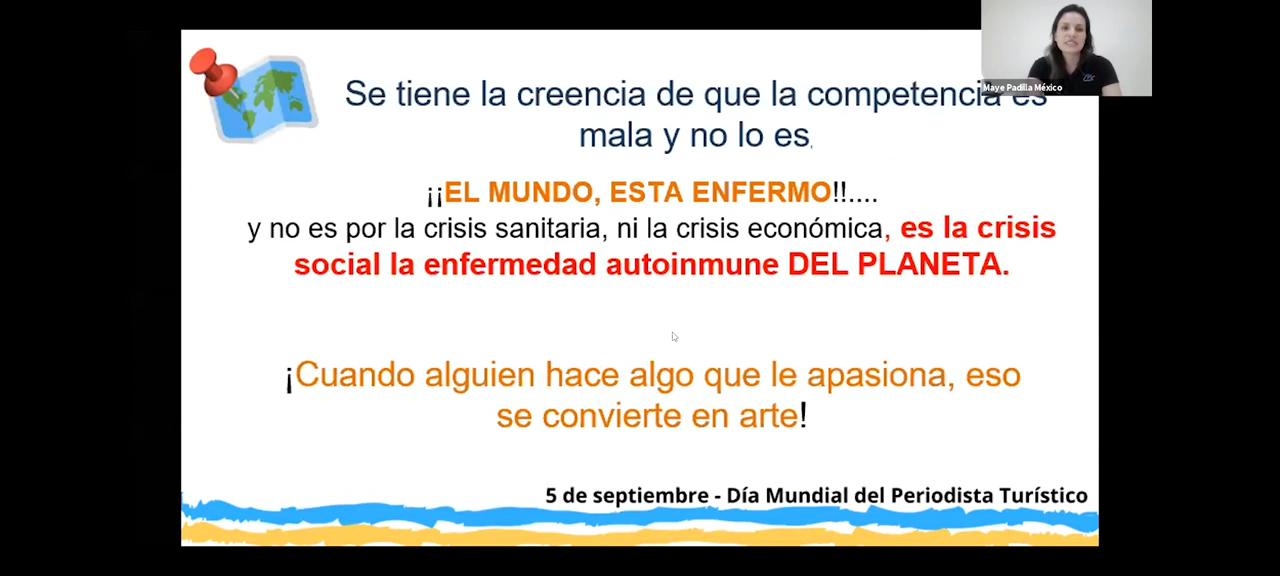 Se tiene la creencia de que la competencia es
mala y no lo es.
¡¡EL MUNDO, ESTA ENFERMO!!....
y no es por la crisis sanitaria, ni la crisis económica, es la crisis
social la enfermedad autoinmune DEL PLANETA.
¡Cuando alguien hace algo que le apasiona, eso
se convierte en arte!
5 de septiembre - Día Mundial del Periodista Turístico
Maye Padilla México